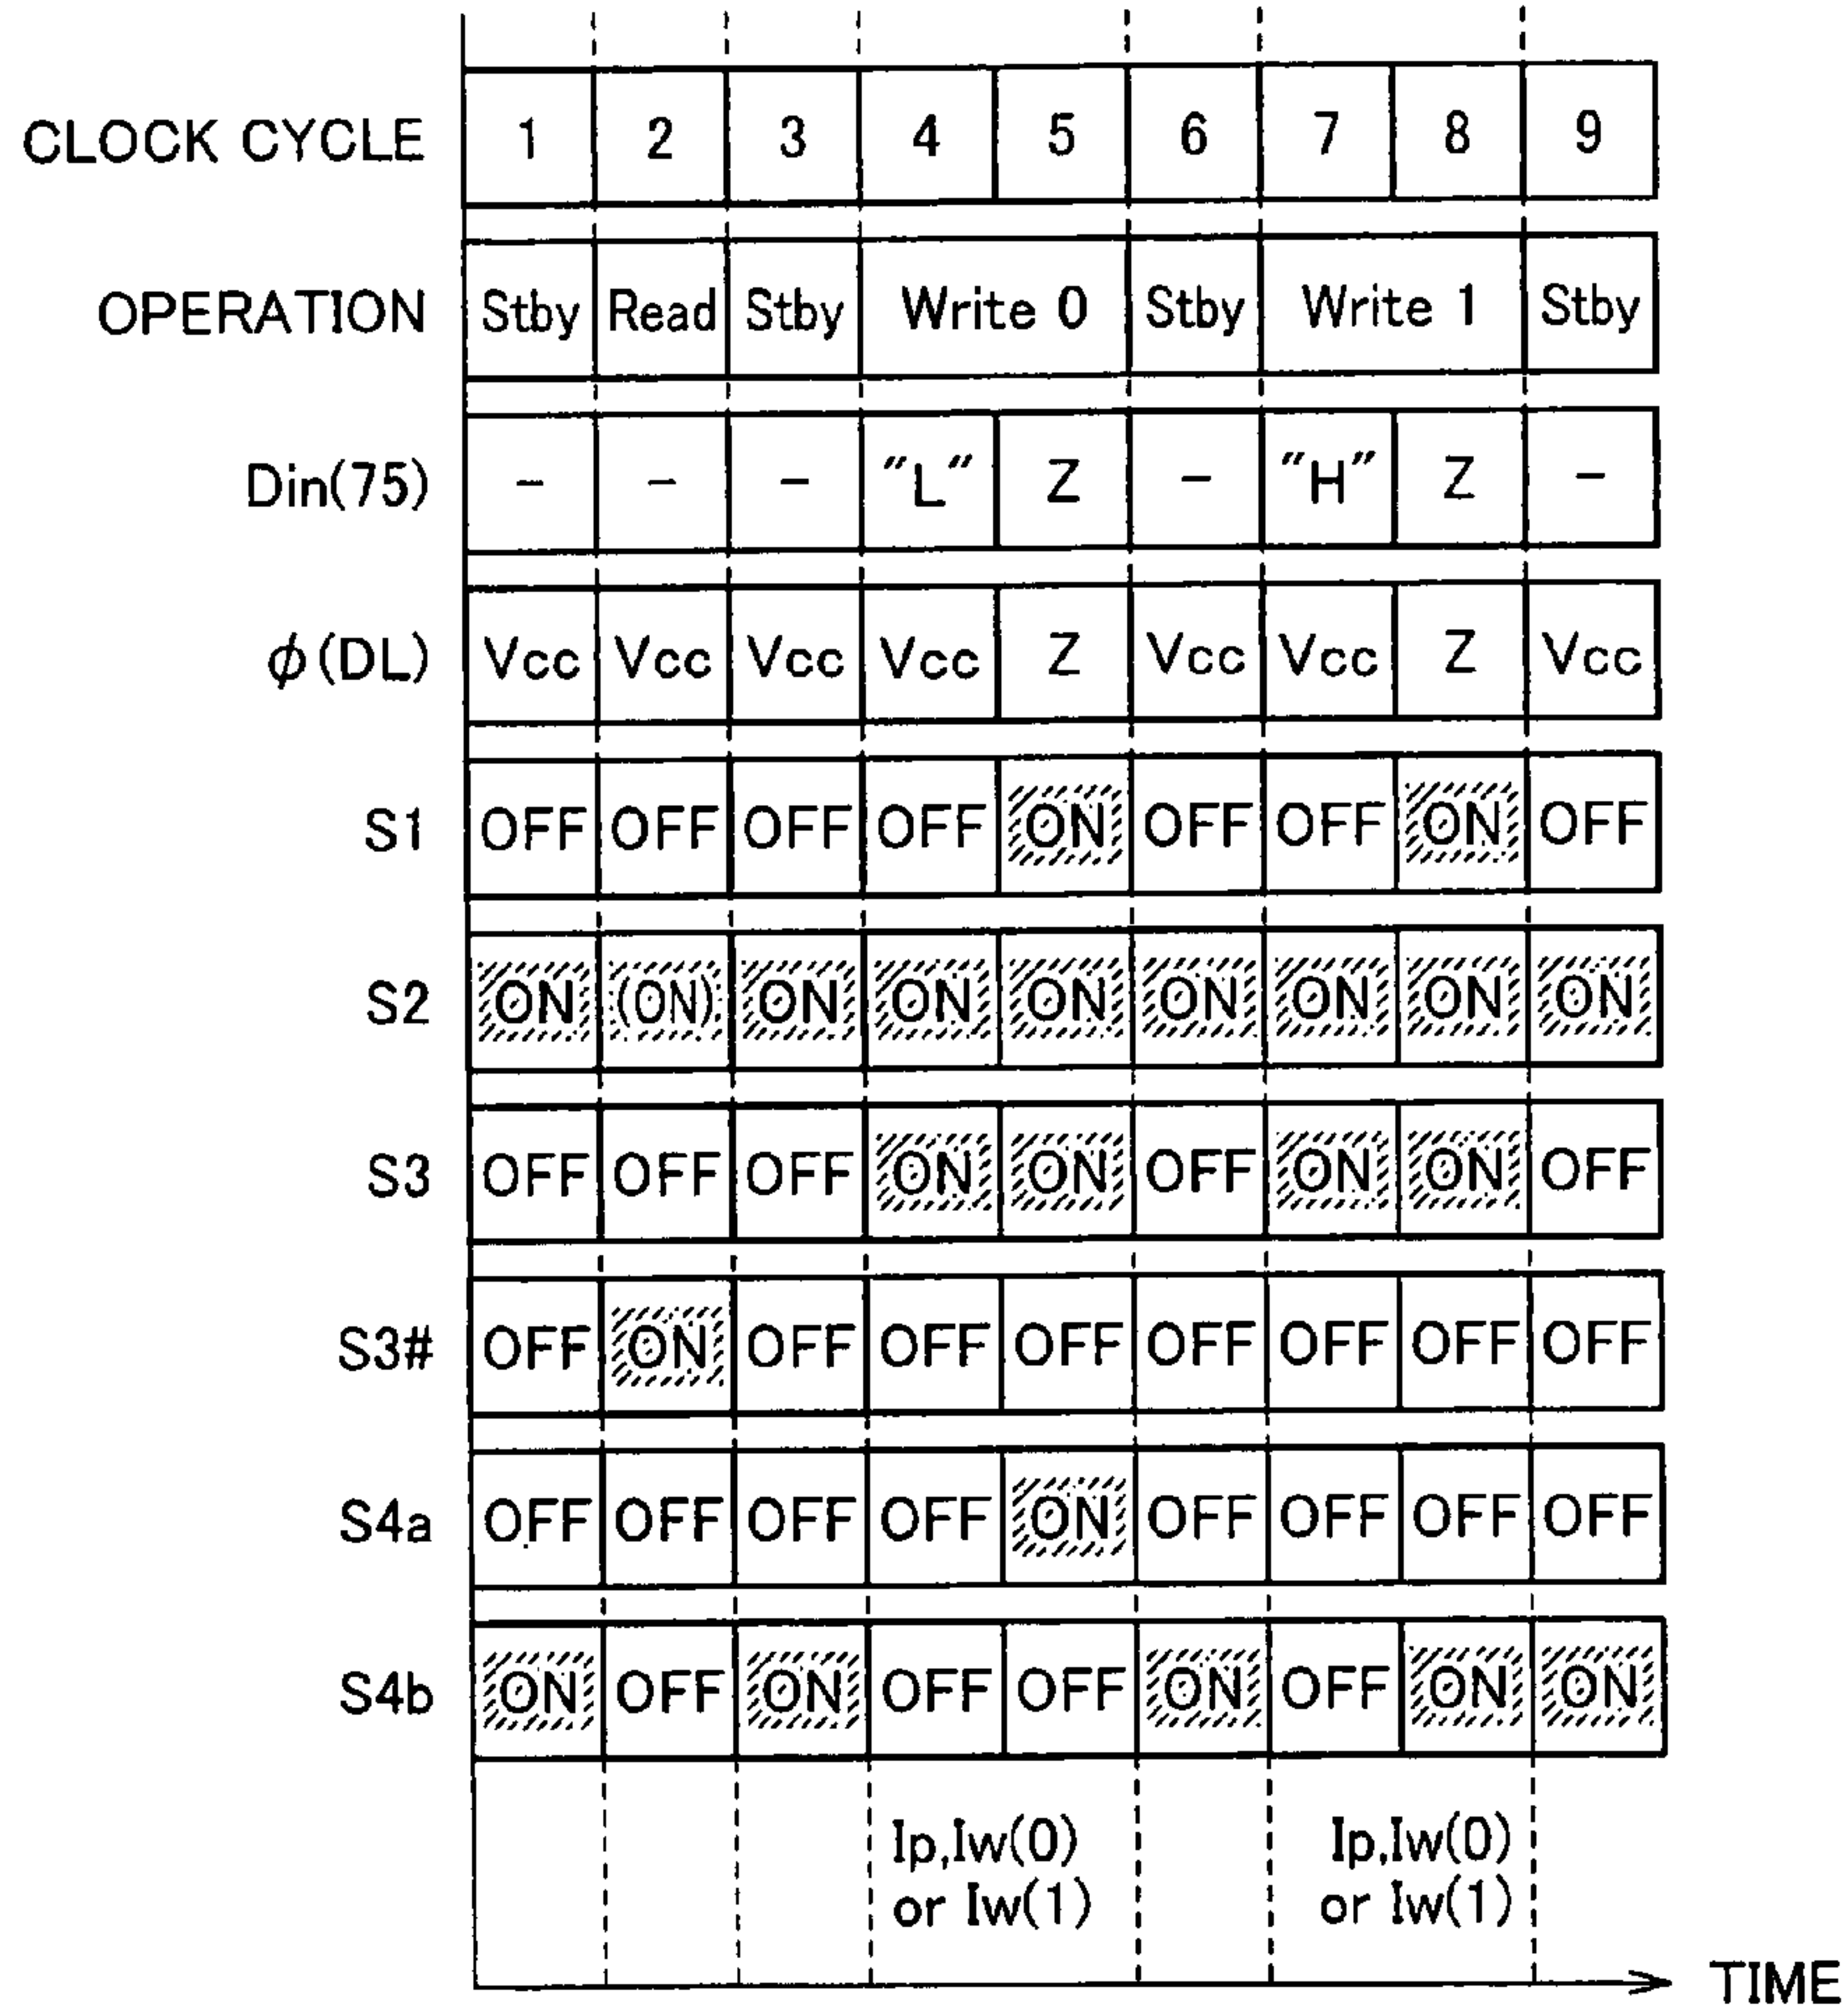 CLOCK CYCLE 1 2 3 4 5 6 7 8 9
OPERATION Stby Read Stby Write 0 Stby Write 1 Stby
Din(75) - - - "L" Z - "H" Z -
ϕ(DL) Vcc Vcc Vcc Vcc Z Vcc Vcc Z Vcc
S1 OFF OFF OFF OFF ON OFF OFF ON OFF
S2 ON (ON) ON ON ON ON ON ON ON
S3 OFF OFF OFF ON ON OFF ON ON OFF
S3# OFF ON OFF OFF OFF OFF OFF OFF OFF
S4a OFF OFF OFF OFF ON OFF OFF OFF OFF
S4b ON OFF ON OFF OFF ON OFF ON ON
Ip,Iw(0) Ip,Iw(0)
or Iw(1) or Iw(1)
TIME